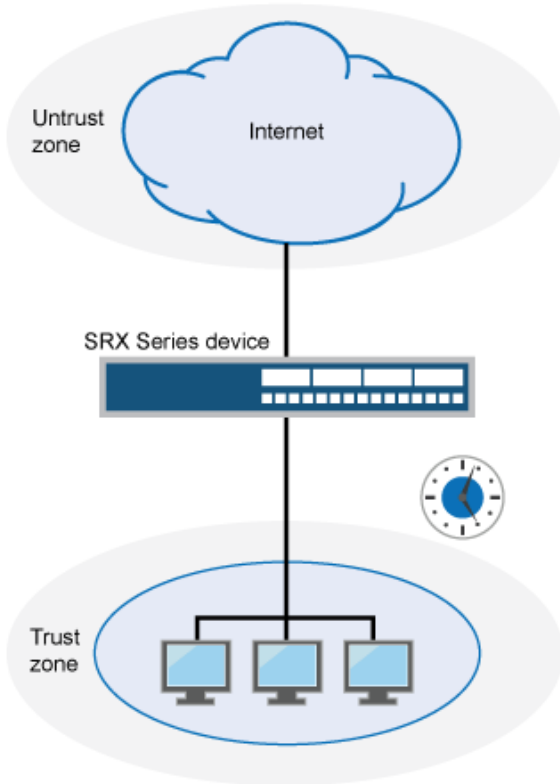 Untrust
zone
Internet
SRX Series device
Trust
zone